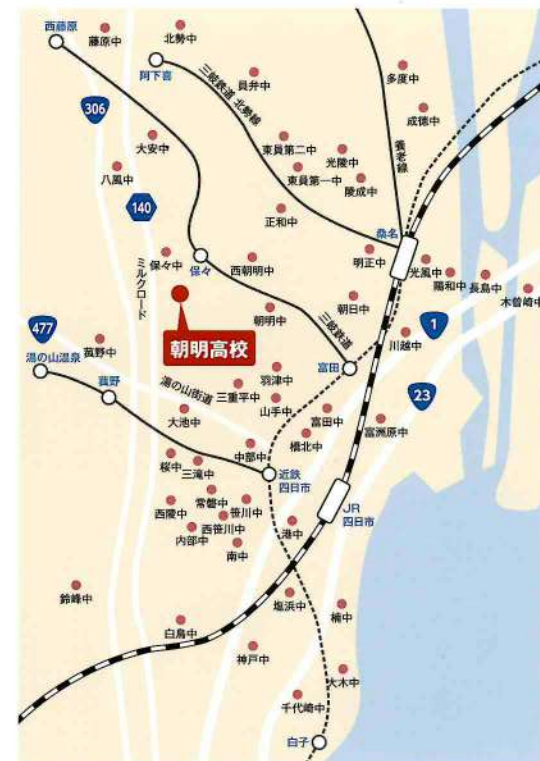 西藤原
藤原中
北勢中
阿下喜
三岐鉄道 北勢線
員弁中
多度中
成徳中
養老線
306
大安中
八風中
東員第二中
光陵中
東員第一中
陵成中
140
正和中
桑名
保々中
保々
西朝明中
明正中
光風中
陽和中
長島中
木曽崎中
ミルクロード
朝明高校
朝明中
朝日中
三岐鉄道
川越中
1
477
湯の山温泉
菰野中
菰野
富田
23
湯の山街道
羽津中
三重平中
山手中
大池中
富田中
富洲原中
橋北中
中部中
桜中
三滝中
近鉄
四日市
常磐中
笹川中
西陵中
西笹川中
内部中
南中
港中
JR
四日市
鈴峰中
白鳥中
塩浜中
楠中
神戸中
大木中
千代崎中
白子